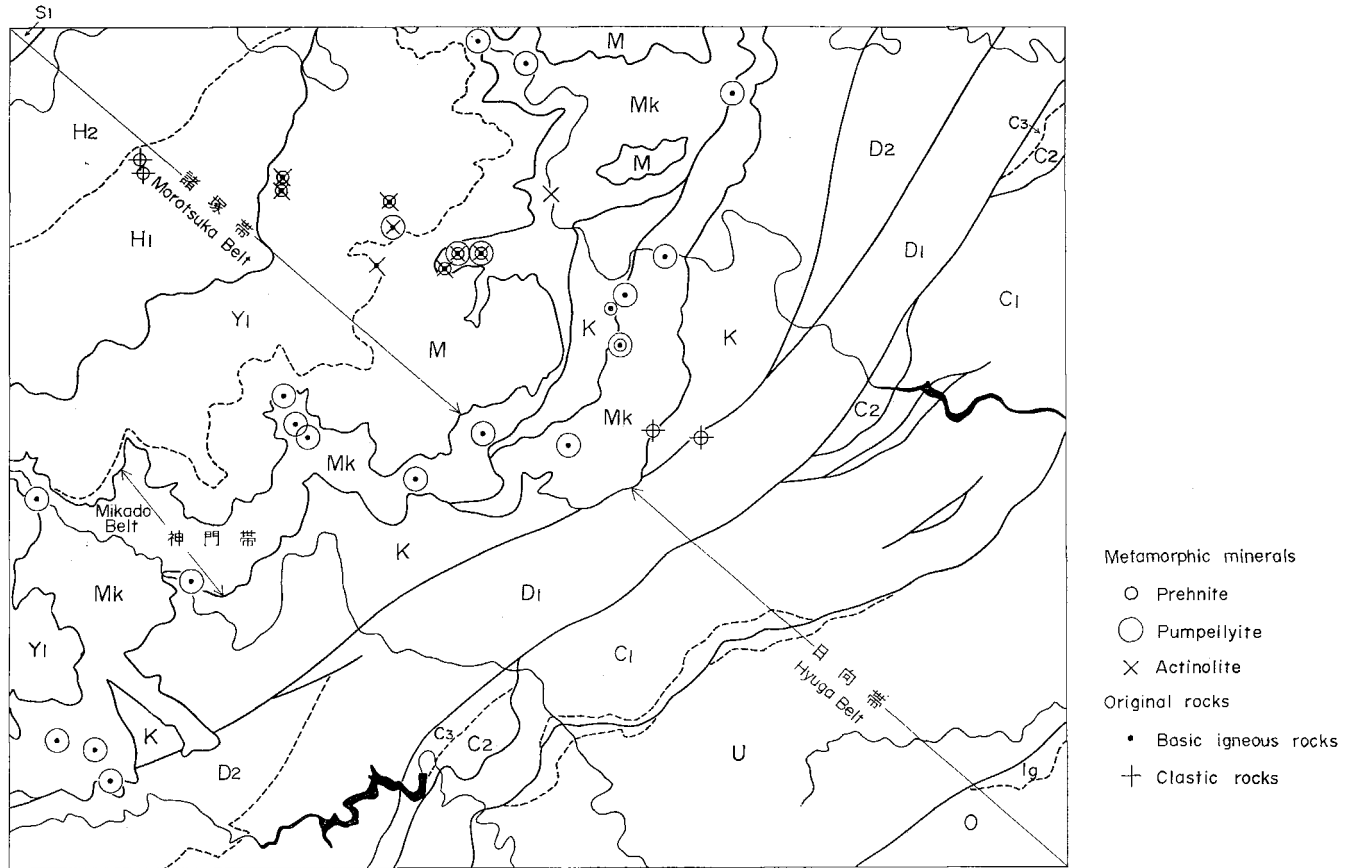 S1
M
Mk
H2
D2
C3
C2
M
諸塚帯
Morotsuka Belt
H1
D1
C1
Y1
K
K
M
C2
Mk
Mk
Mikado
Belt
神門帯
K
Mk
D1
Y1
C1
日向帯
Hyuga Belt
K
C3
C2
D2
U
Ig
O
Metamorphic minerals
Prehnite
Pumpellyite
Actinolite
Original rocks
Basic igneous rocks
Clastic rocks